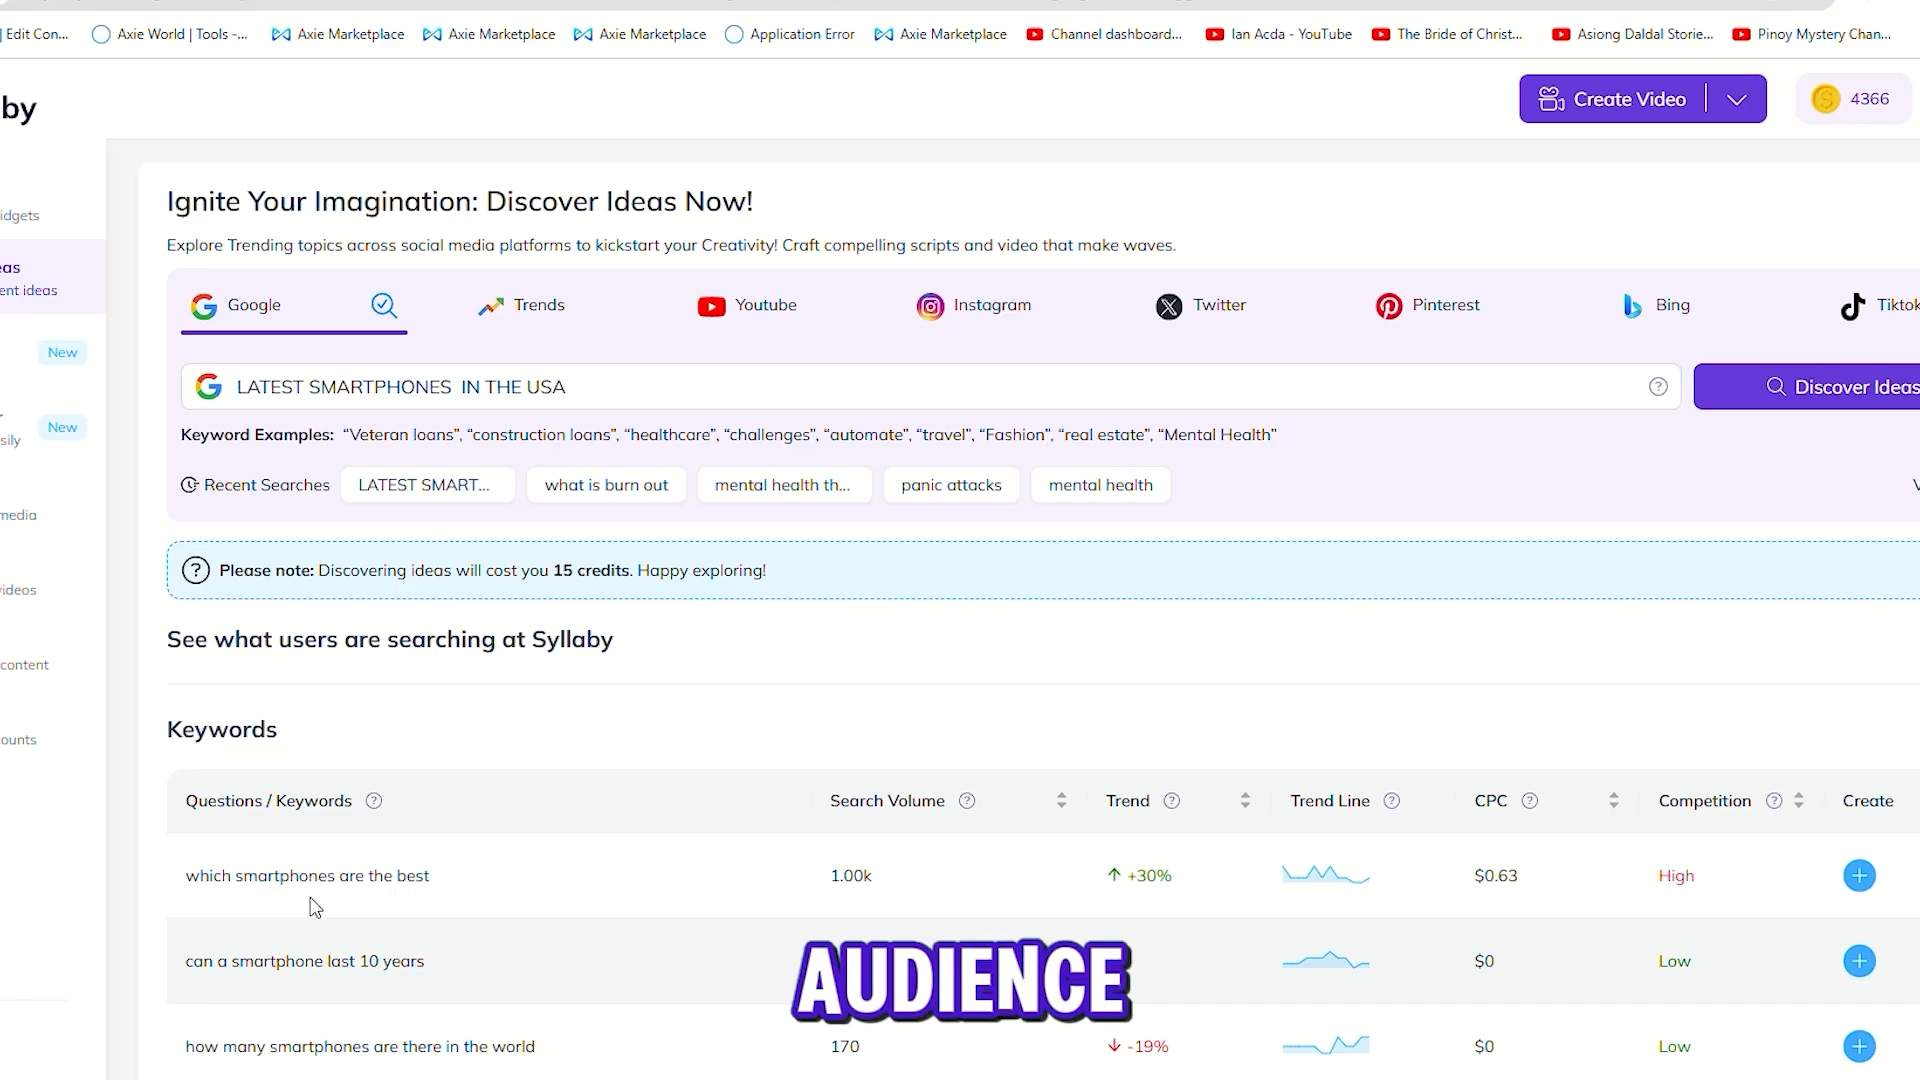 Edit Con... Axie World | Tools -... Axie Marketplace Axie Marketplace Axie Marketplace Application Error Axie Marketplace Channel dashboard... Ian Acda - YouTube The Bride of Christ... Asiong Daldal Storie... Pinoy Mystery Chan...
by
Create Video
4366
Ignite Your Imagination: Discover Ideas Now!
Explore Trending topics across social media platforms to kickstart your Creativity! Craft compelling scripts and video that make waves.
idgets
eas
ent ideas
New
New
sily
media
videos
content
ounts
Google Trends Youtube Instagram Twitter Pinterest Bing Tiktok
LATEST SMARTPHONES IN THE USA
Discover Ideas
Keyword Examples: "Veteran loans", "construction loans", "healthcare", "challenges", "automate", "travel", "Fashion", "real estate", "Mental Health"
Recent Searches LATEST SMART... what is burn out mental health th... panic attacks mental health
Please note: Discovering ideas will cost you 15 credits. Happy exploring!
See what users are searching at Syllaby
Keywords
Questions / Keywords Search Volume Trend Trend Line CPC Competition Create
which smartphones are the best 1.00k +30% $0.63 High
can a smartphone last 10 years $0 Low
AUDIENCE
how many smartphones are there in the world 170 -19% $0 Low